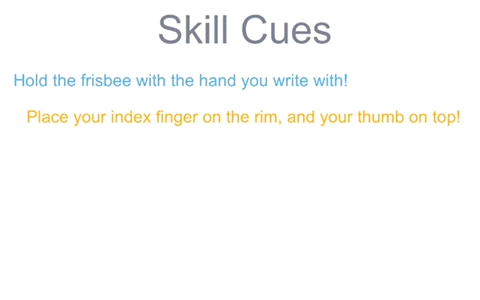 Skill Cues
Hold the frisbee with the hand you write with!
Place your index finger on the rim, and your thumb on top!